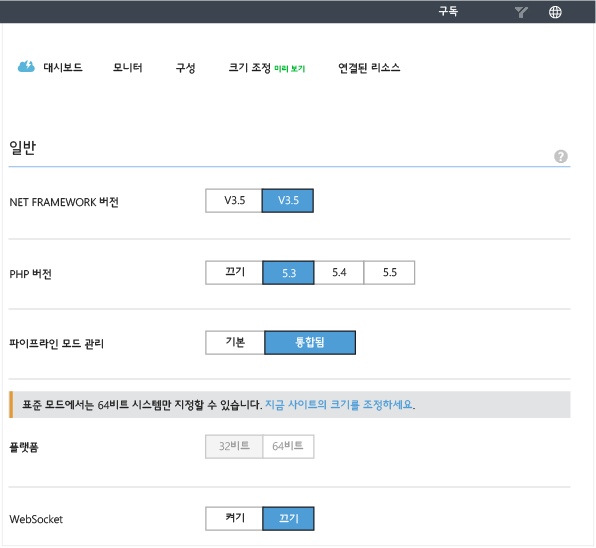 구독
대시보드 모니터 구성 크기 조정 미리 보기 연결된 리소스
일반
?
NET FRAMEWORK 버전 V3.5 V3.5
PHP 버전 끄기 5.3 5.4 5.5
파이프라인 모드 관리 기본 통합됨
표준 모드에서는 64비트 시스템만 지정할 수 있습니다. 지금 사이트의 크기를 조정하세요.
플랫폼 32비트 64비트
WebSocket 켜기 끄기